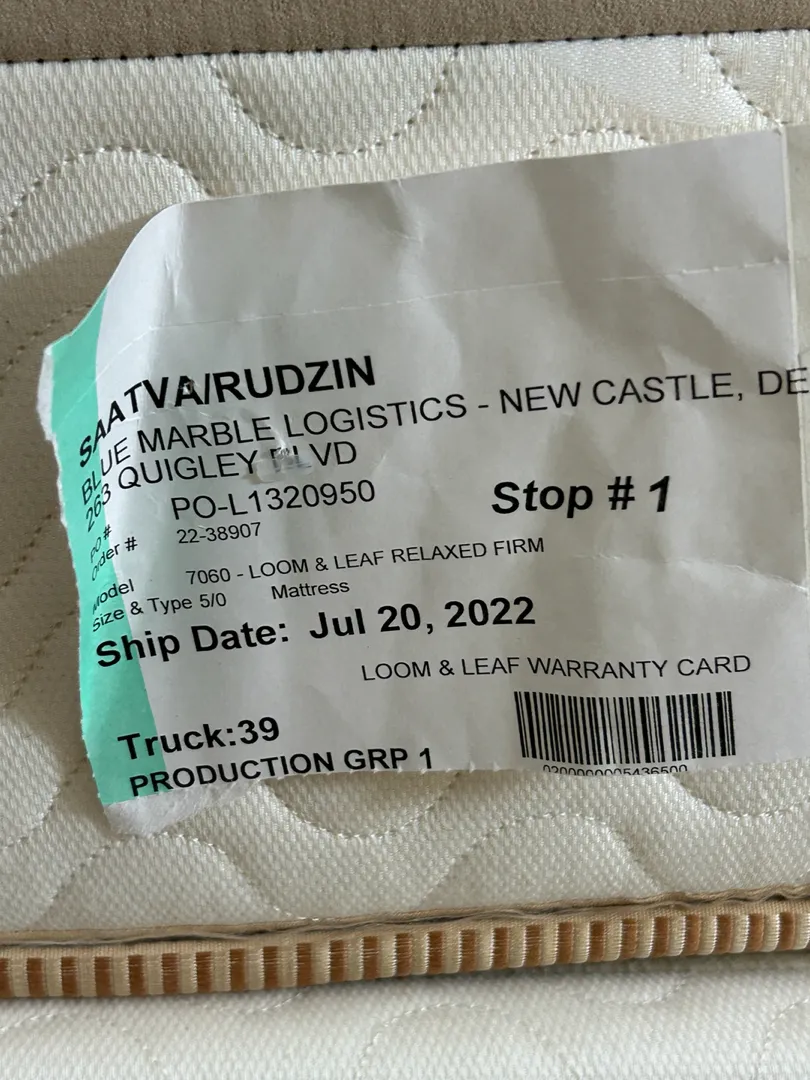 SAATVA/RUDZIN
BLUE MARBLE LOGISTICS - NEW CASTLE, DE
263 QUIGLEY BLVD
Stop # 1
PO # PO-L1320950
Order # 22-38907
Model 7060 - LOOM & LEAF RELAXED FIRM
Size & Type 5/0 Mattress
Ship Date: Jul 20, 2022
LOOM & LEAF WARRANTY CARD
Truck:39
PRODUCTION GRP 1